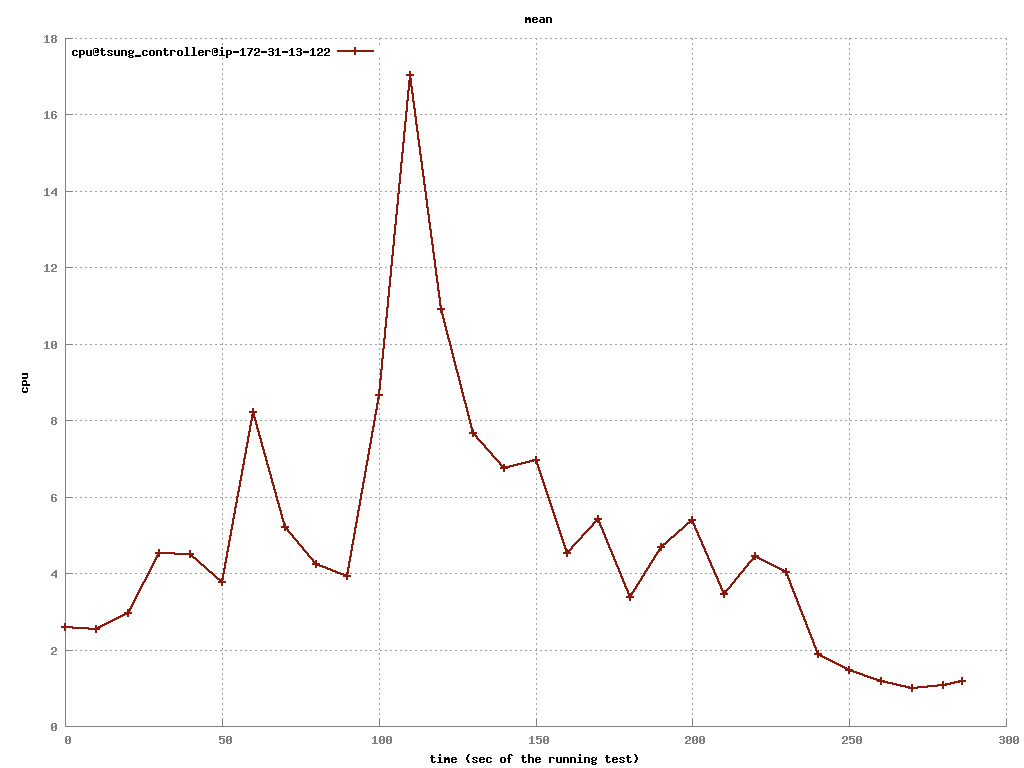 mean
cpu@tsung_controller@ip-172-31-13-122
18
16
14
12
10
8
6
4
2
0
cpu
0 50 100 150 200 250 300
time (sec of the running test)